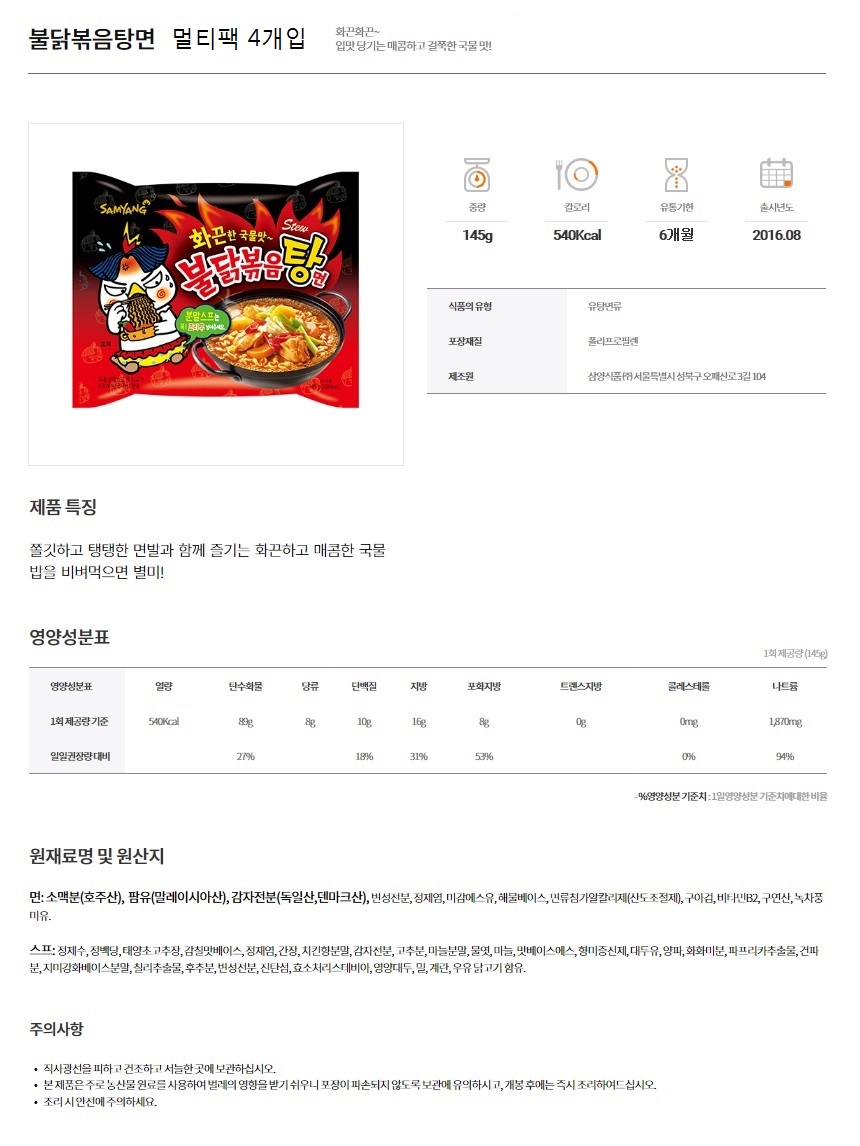 불닭볶음탕면 멀티팩 4개입
화끈화끈~
입맛 당기는 매콤하고 걸쭉한 국물 맛!
SAMYANG
화끈한 국물맛~
Stew
불닭볶음탕면
분말스프는
중량
칼로리
유통기한
출시년도
145g
540Kcal
6개월
2016.08
식품의 유형
유탕면류
포장재질
폴리프로필렌
제조원
삼양식품㈜ 서울특별시 성북구 오패산로 3길 104
제품 특징
쫄깃하고 탱탱한 면발과 함께 즐기는 화끈하고 매콤한 국물
밥을 비벼먹으면 별미!
영양성분표
1회 제공량 (145g)
영양성분표 열량 탄수화물 당류 단백질 지방 포화지방 트랜스지방 콜레스테롤 나트륨
1회 제공량 기준 540Kcal 89g 8g 10g 16g 8g 0g 0mg 1,870mg
일일권장량 대비 27% 18% 31% 53% 0% 94%
- %영양성분 기준치 : 1일영양성분 기준치에대한 비율
원재료명 및 원산지
면: 소맥분(호주산), 팜유(말레이시아산), 감자전분(독일산,덴마크산), 변성전분, 정제염, 미감에스유, 해물베이스, 면류첨가알칼리제(산도조절제), 구아검, 비타민B2, 구연산, 녹차풍
미유.
스프: 정제수, 정백당, 태양초고추장, 감칠맛베이스, 정제염, 간장, 치킨향분말, 감자전분, 고추분, 마늘분말, 물엿, 마늘, 맛베이스에스, 향미증진제, 대두유, 양파, 화화미분, 파프리카추출물, 건파
분, 지미강화베이스분말, 칠리추출물, 후추분, 변성전분, 신탄섬, 효소처리스테비아, 영양대두, 밀, 계란, 우유 닭고기 함유.
주의사항
• 직사광선을 피하고 건조하고 서늘한 곳에 보관하십시오.
• 본 제품은 주로 농산물 원료를 사용하여 벌레의 영향을 받기 쉬우니 포장이 파손되지 않도록 보관에 유의하시고, 개봉 후에는 즉시 조리하여드십시오.
• 조리 시 안전에 주의하세요.